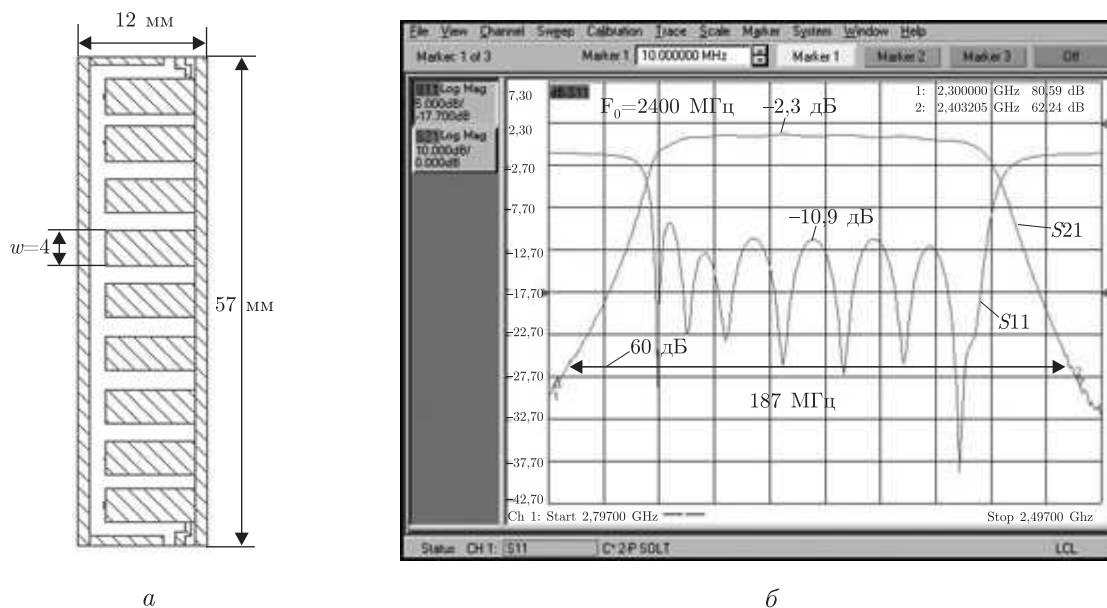 12 мм
w=4
57 мм
а
File View Channel Sweep Calibration Trace Scale Marker System Window Help
Marker: 1 of 3 Marker 1 10.000000 MHz Marker 1 Marker 2 Marker 3 Off
S11 Log Mag
5.000dB/
-17.700dB
S21 Log Mag
10.000dB/
0.000dB
7,30
2,30
−2,70
−7,70
−12,70
−17,70
−22,70
−27,70
−32,70
−37,70
−42,70
F0=2400 МГц
−2,3 дБ
1: 2,300000 GHz 80,59 dB
2: 2,403205 GHz 62,24 dB
−10,9 дБ
S21
S11
60 дБ
187 МГц
1
2
Ch 1: Start 2,79700 GHz
Stop 2,49700 Ghz
Status CH 1: S11 C* 2-P SOLT LCL
б